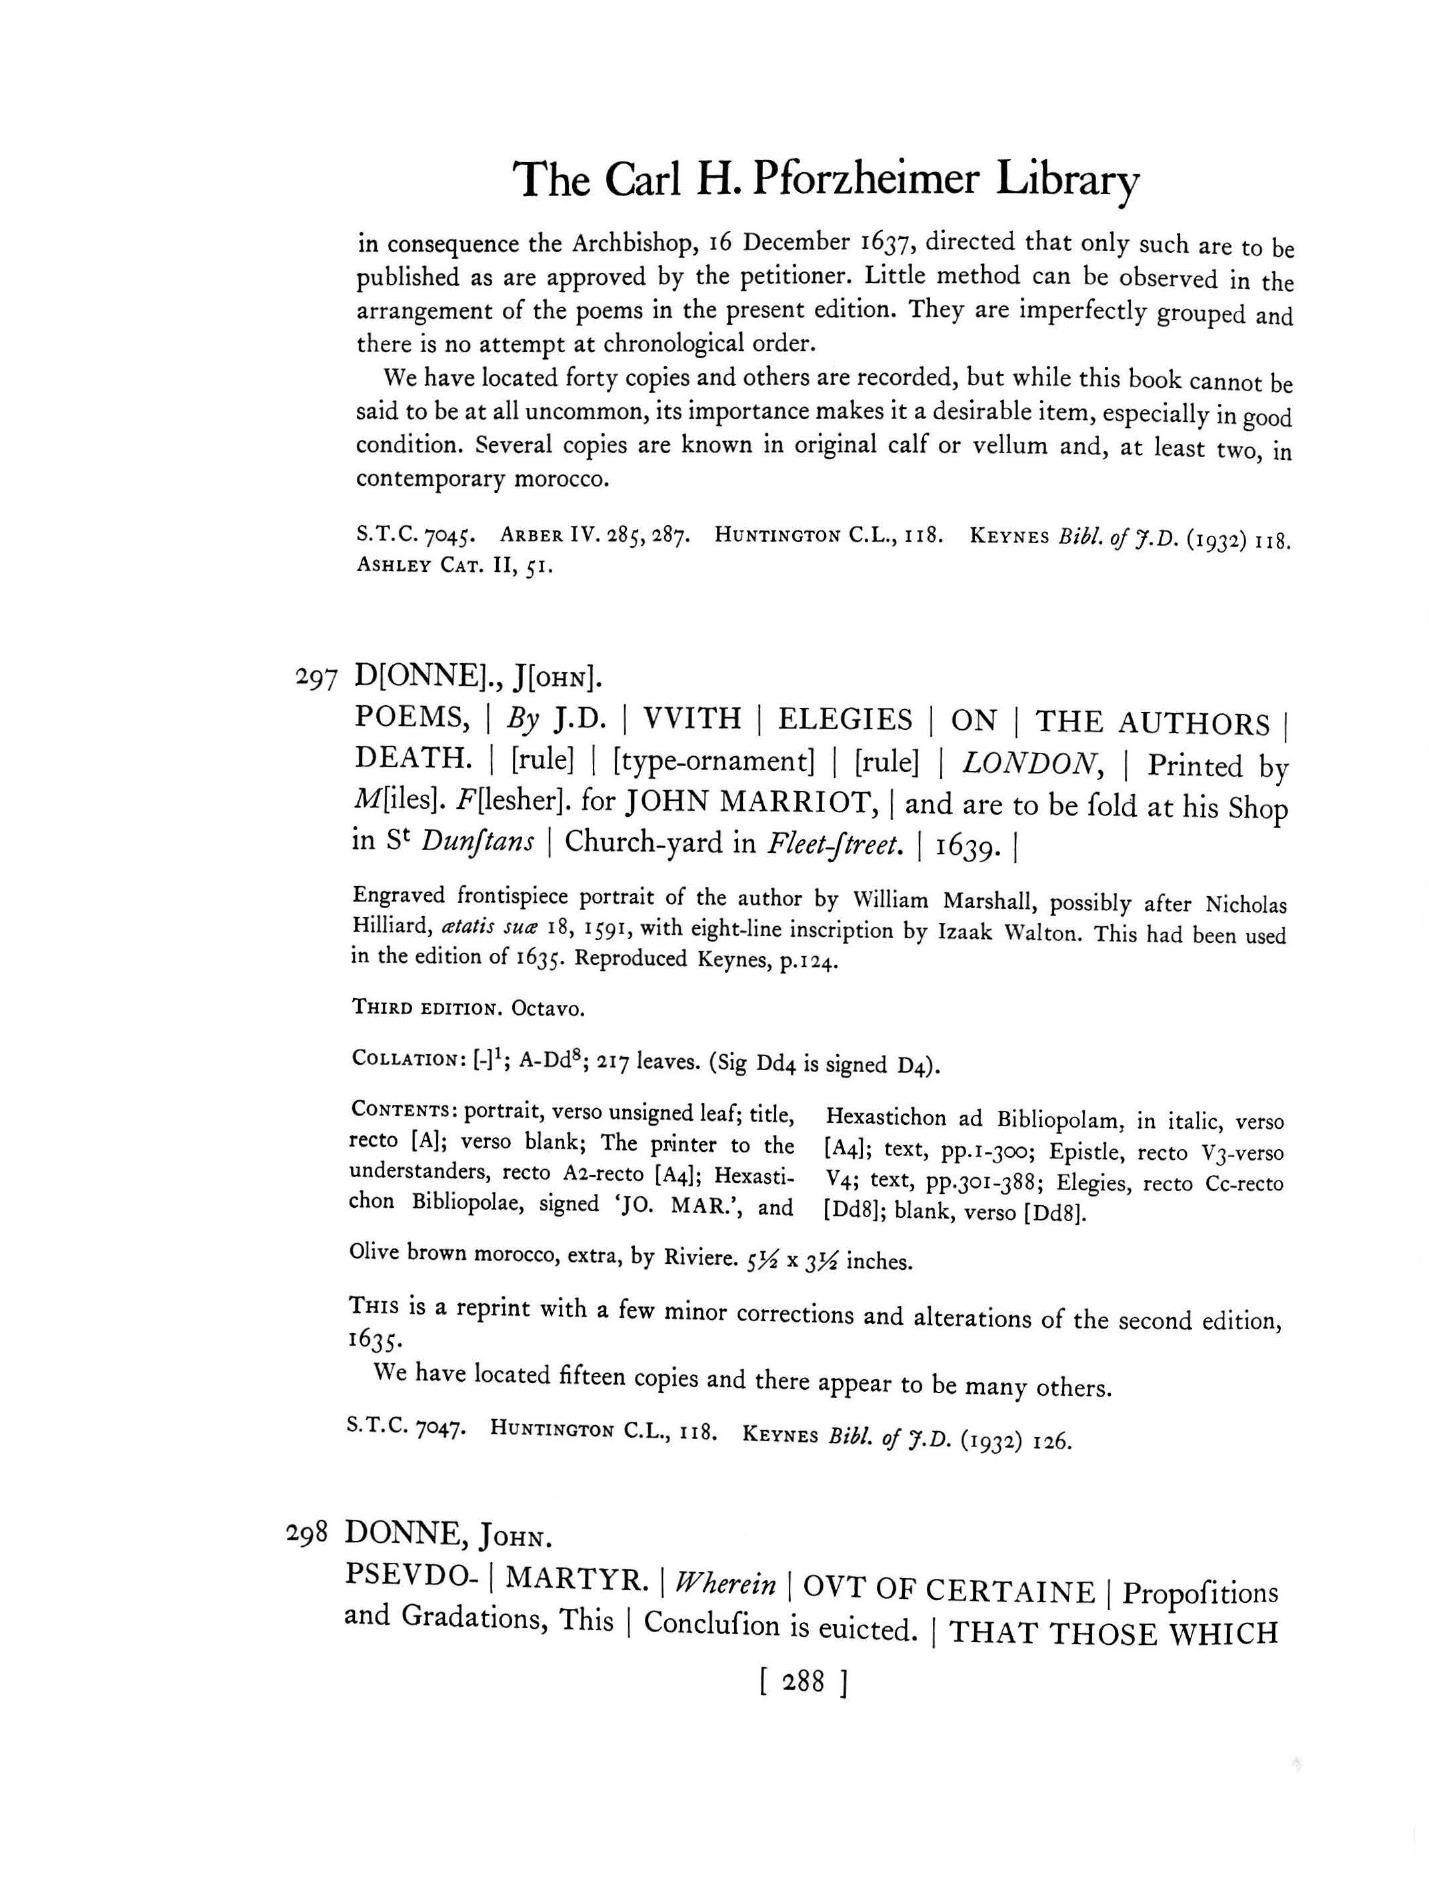 The Carl H. Pforzheimer Library
in consequence the Archbishop, 16 December 1637, directed that only such are to be
published as are approved by the petitioner. Little method can be observed in the
arrangement of the poems in the present edition. They are imperfectly grouped and
there is no attempt at chronological order.
We have located forty copies and others are recorded, but while this book cannot be
said to be at all uncommon, its importance makes it a desirable item, especially in good
condition. Several copies are known in original calf or vellum and, at least two, in
contemporary morocco.
S.T.C. 7045. ARBER IV. 285, 287. HUNTINGTON C.L., 118. KEYNES Bibl. of J.D. (1932) 118.
ASHLEY CAT. II, 51.
297 D[ONNE]., J[OHN].
POEMS, | By J.D. | VVITH | ELEGIES | ON | THE AUTHORS |
DEATH. | [rule] | [type-ornament] | [rule] | LONDON, | Printed by
M[iles]. F[lesher]. for JOHN MARRIOT, | and are to be ſold at his Shop
in St Dunſtans | Church-yard in Fleet-ſtreet. | 1639. |
Engraved frontispiece portrait of the author by William Marshall, possibly after Nicholas
Hilliard, ætatis suæ 18, 1591, with eight-line inscription by Izaak Walton. This had been used
in the edition of 1635. Reproduced Keynes, p.124.
THIRD EDITION. Octavo.
COLLATION: [-]1; A-Dd8; 217 leaves. (Sig Dd4 is signed D4).
CONTENTS: portrait, verso unsigned leaf; title,
recto [A]; verso blank; The printer to the
understanders, recto A2-recto [A4]; Hexasti-
chon Bibliopolae, signed ‘JO. MAR.’, and
Hexastichon ad Bibliopolam, in italic, verso
[A4]; text, pp.1-300; Epistle, recto V3-verso
V4; text, pp.301-388; Elegies, recto Cc-recto
[Dd8]; blank, verso [Dd8].
Olive brown morocco, extra, by Riviere. 5½ x 3½ inches.
THIS is a reprint with a few minor corrections and alterations of the second edition,
1635.
We have located fifteen copies and there appear to be many others.
S.T.C. 7047. HUNTINGTON C.L., 118. KEYNES Bibl. of J.D. (1932) 126.
298 DONNE, JOHN.
PSEVDO- | MARTYR. | Wherein | OVT OF CERTAINE | Propoſitions
and Gradations, This | Concluſion is euicted. | THAT THOSE WHICH
[ 288 ]